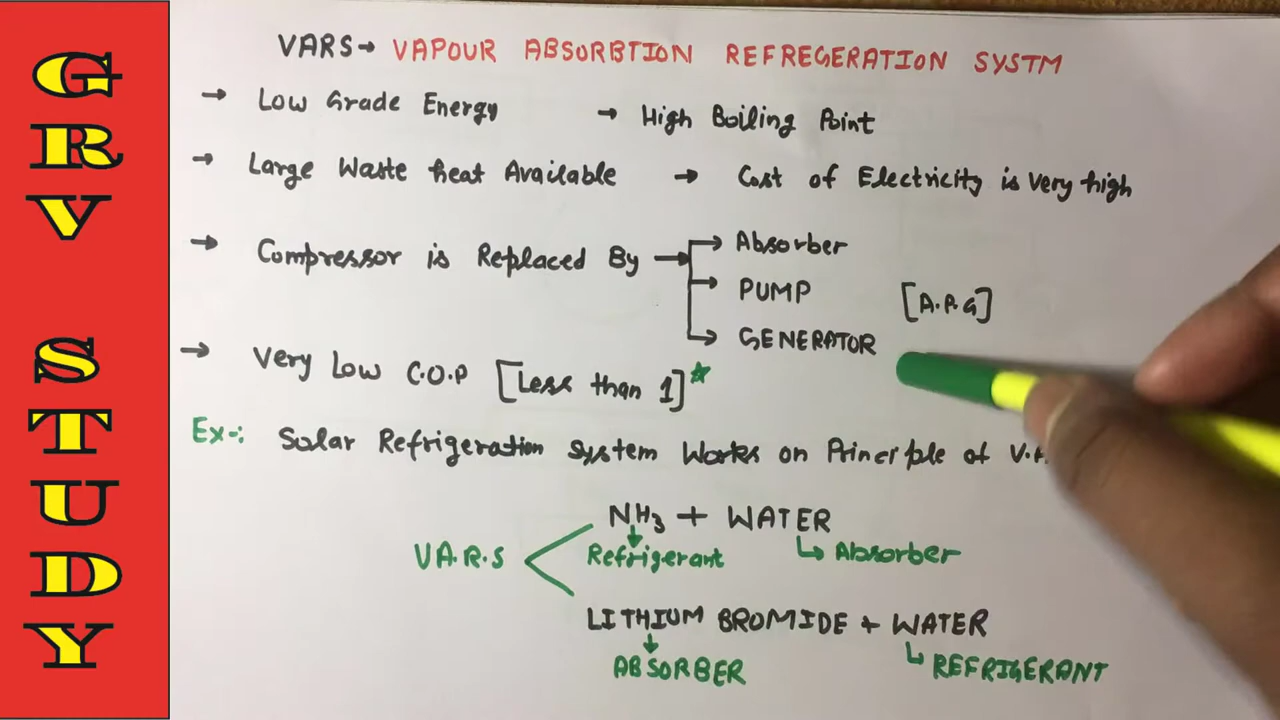 GRV STUDY
VARS→ VAPOUR ABSORBTION REFREGERATION SYSTM
→ Low Grade Energy → High Boiling Point
→ Large Waste heat Available → Cost of Electricity is Very high
→ Compressor is Replaced By → Absorber
→ PUMP [A.P.G]
→ GENERATOR
→ Very Low C.O.P [Less than 1]*
Ex-: Solar Refrigeration system Works on Principle of V.A
NH3 + WATER
V.A.R.S Refrigerant Absorber
LITHIUM BROMIDE + WATER
ABSORBER REFRIGERANT